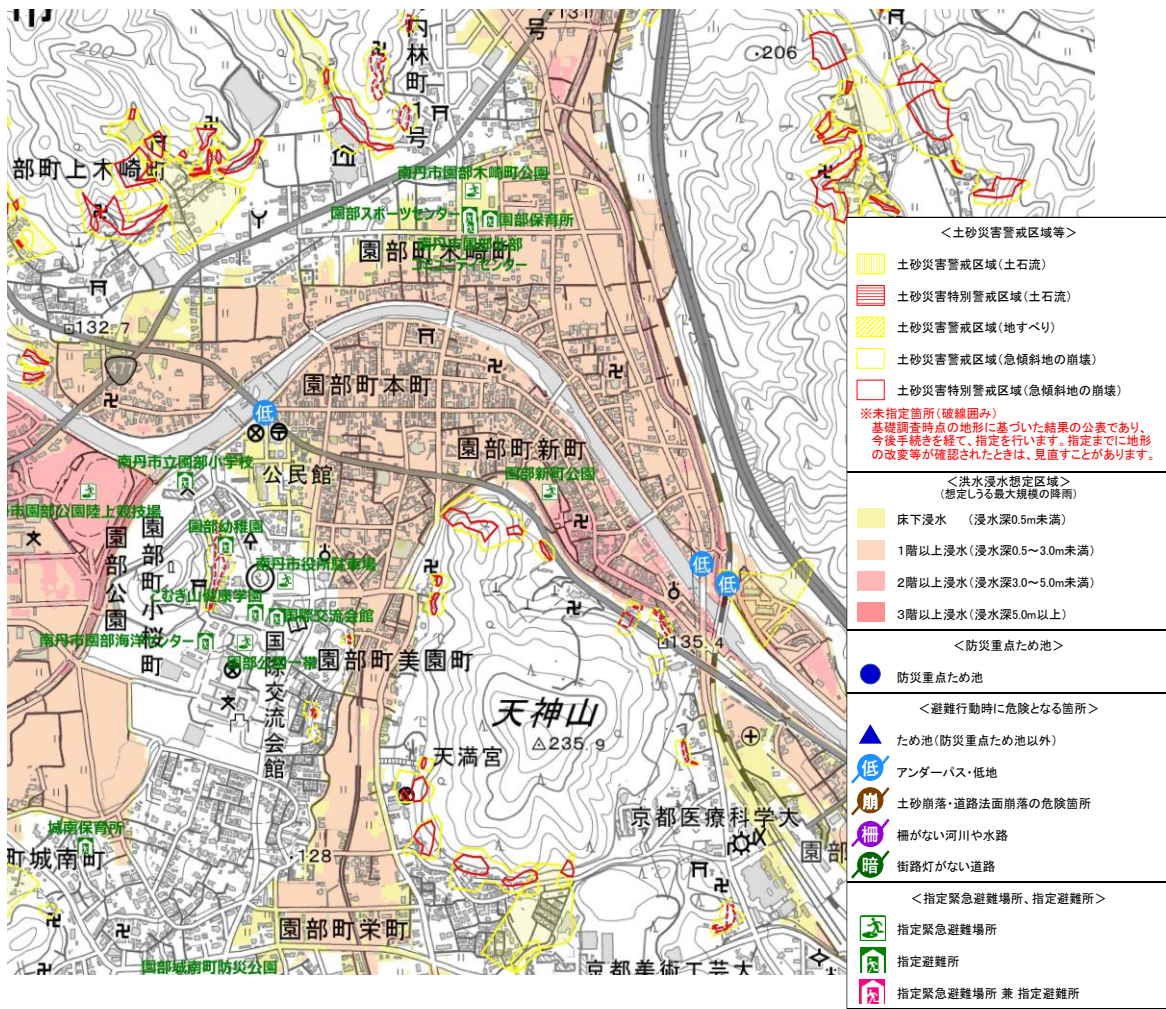 市
200
内林町1号
号
131
・206
部町上木崎町
南丹市園部木崎町公園
園部スポーツセンター
園部保育所
南丹市園部北部
コミュニティセンター
園部町木崎町
132.7
477
園部町本町
低
園部町新町
園部新町公園
南丹市立園部小学校
公民館
市園部公園陸上競技場
園部公園
園部町小桜町
園部幼稚園
南丹市役所駐車場
こむぎ山健康学園
国際交流会館
南丹市園部海洋センター
園部公園一帯
園部町美園町
国際交流会館
低
低
135.4
天神山
△235.9
天満宮
京都医療科学大
園部
城南保育所
町城南町
・128
園部町栄町
園部城南町防災公園
京都美術工芸大
＜土砂災害警戒区域等＞
土砂災害警戒区域(土石流)
土砂災害特別警戒区域(土石流)
土砂災害警戒区域(地すべり)
土砂災害警戒区域(急傾斜地の崩壊)
土砂災害特別警戒区域(急傾斜地の崩壊)
※未指定箇所(破線囲み)
基礎調査時点の地形に基づいた結果の公表であり、
今後手続きを経て、指定を行います。指定までに地形
の改変等が確認されたときは、見直すことがあります。
＜洪水浸水想定区域＞
(想定しうる最大規模の降雨)
床下浸水　(浸水深0.5m未満)
1階以上浸水(浸水深0.5～3.0m未満)
2階以上浸水(浸水深3.0～5.0m未満)
3階以上浸水(浸水深5.0m以上)
＜防災重点ため池＞
防災重点ため池
＜避難行動時に危険となる箇所＞
ため池(防災重点ため池以外)
低 アンダーパス・低地
崩 土砂崩落・道路法面崩落の危険箇所
柵 柵がない河川や水路
暗 街路灯がない道路
＜指定緊急避難場所、指定避難所＞
指定緊急避難場所
指定避難所
指定緊急避難場所 兼 指定避難所